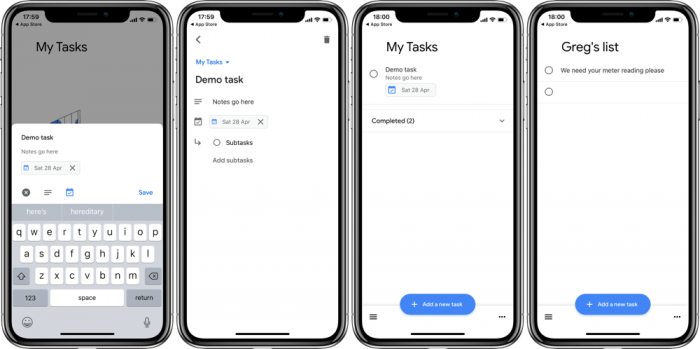 17:59
App Store
My Tasks
Demo task
Notes go here
Sat 28 Apr
Save
here's hereditary
q w e r t y u i o p
a s d f g h j k l
z x c v b n m
123 space return
17:59
App Store
My Tasks
Demo task
Notes go here
Sat 28 Apr
Subtasks
Add subtasks
18:00
App Store
My Tasks
Demo task
Notes go here
Sat 28 Apr
Completed (2)
+ Add a new task
18:00
App Store
Greg's list
We need your meter reading please
+ Add a new task